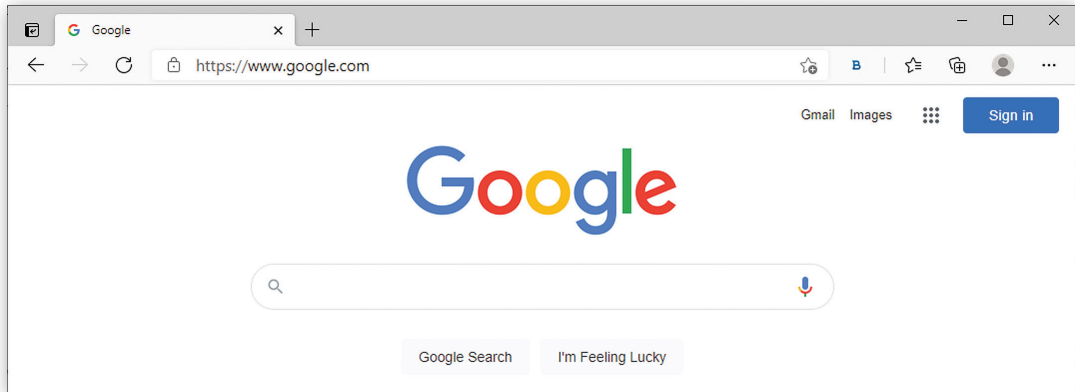 Google
https://www.google.com
B
Gmail Images Sign in
Google
Google Search I'm Feeling Lucky